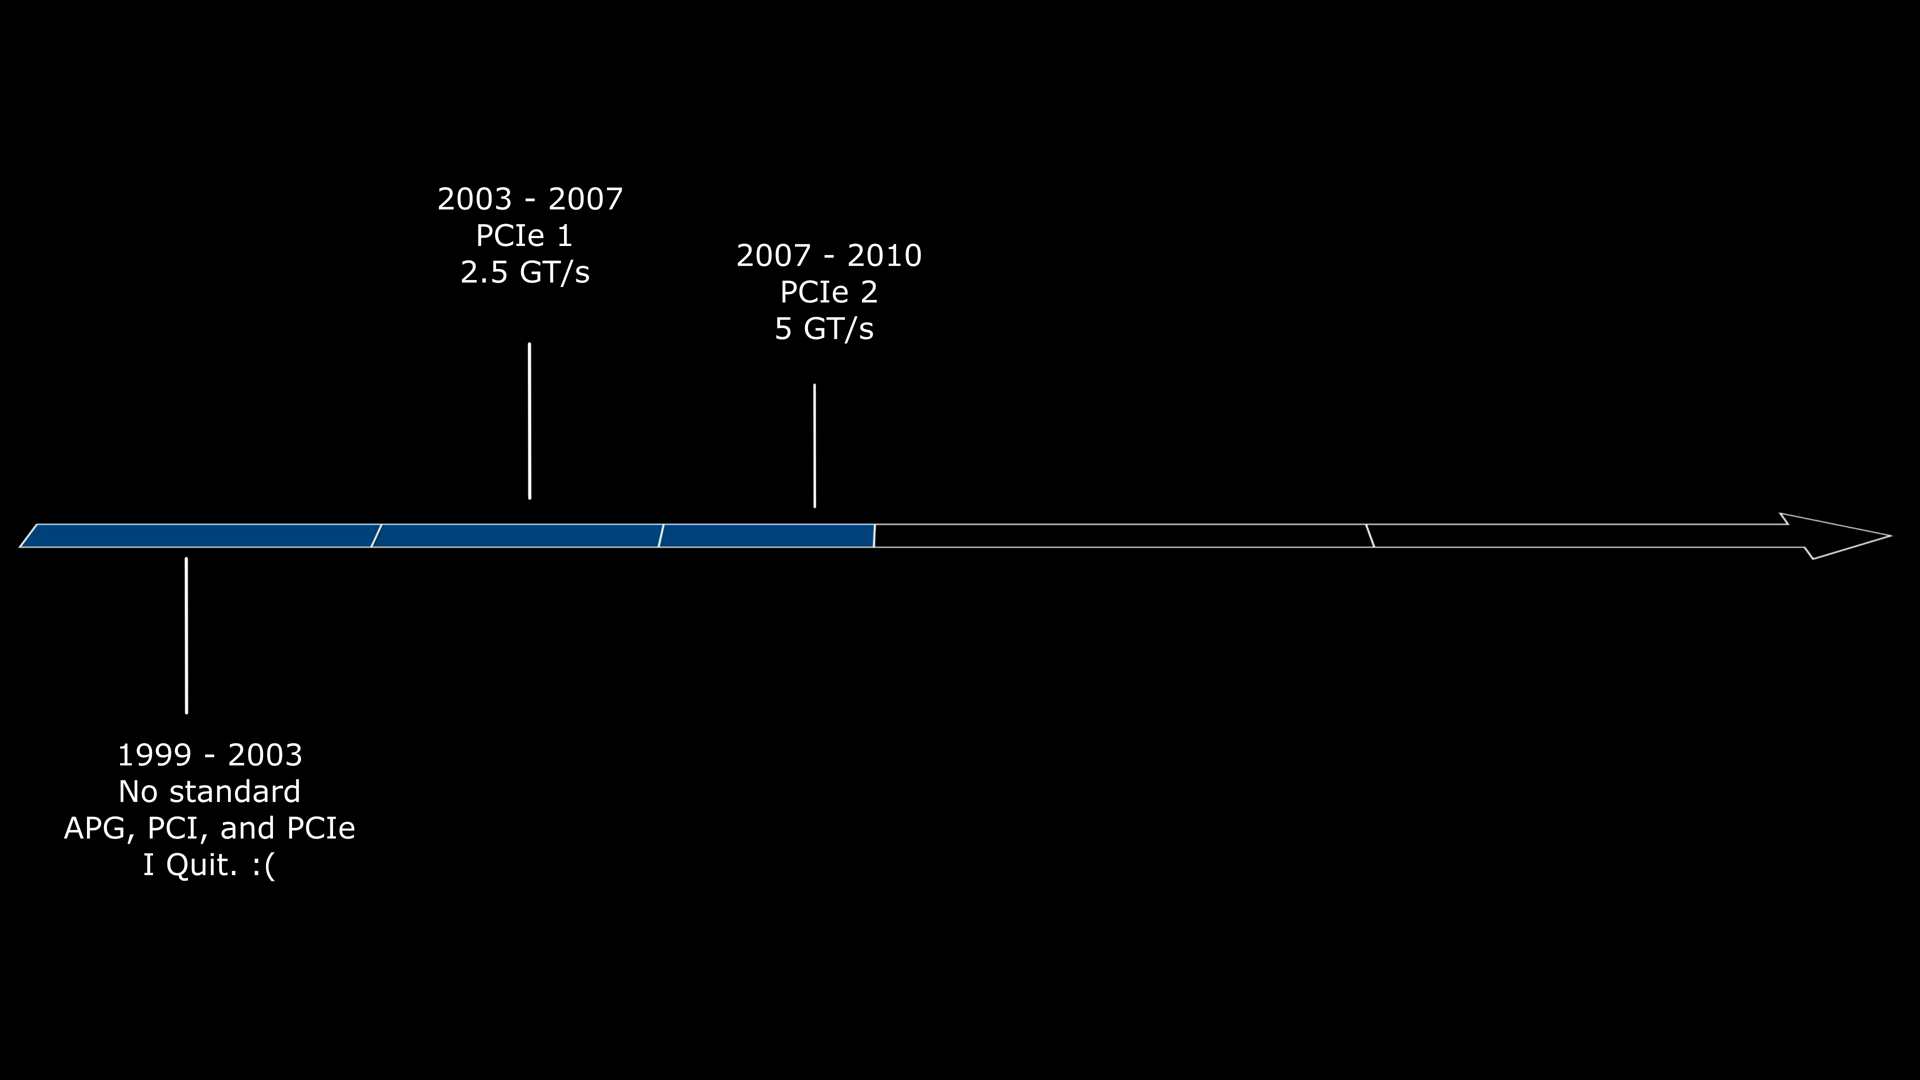 2003 - 2007
PCIe 1
2.5 GT/s
2007 - 2010
PCIe 2
5 GT/s
1999 - 2003
No standard
APG, PCI, and PCIe
I Quit. :(